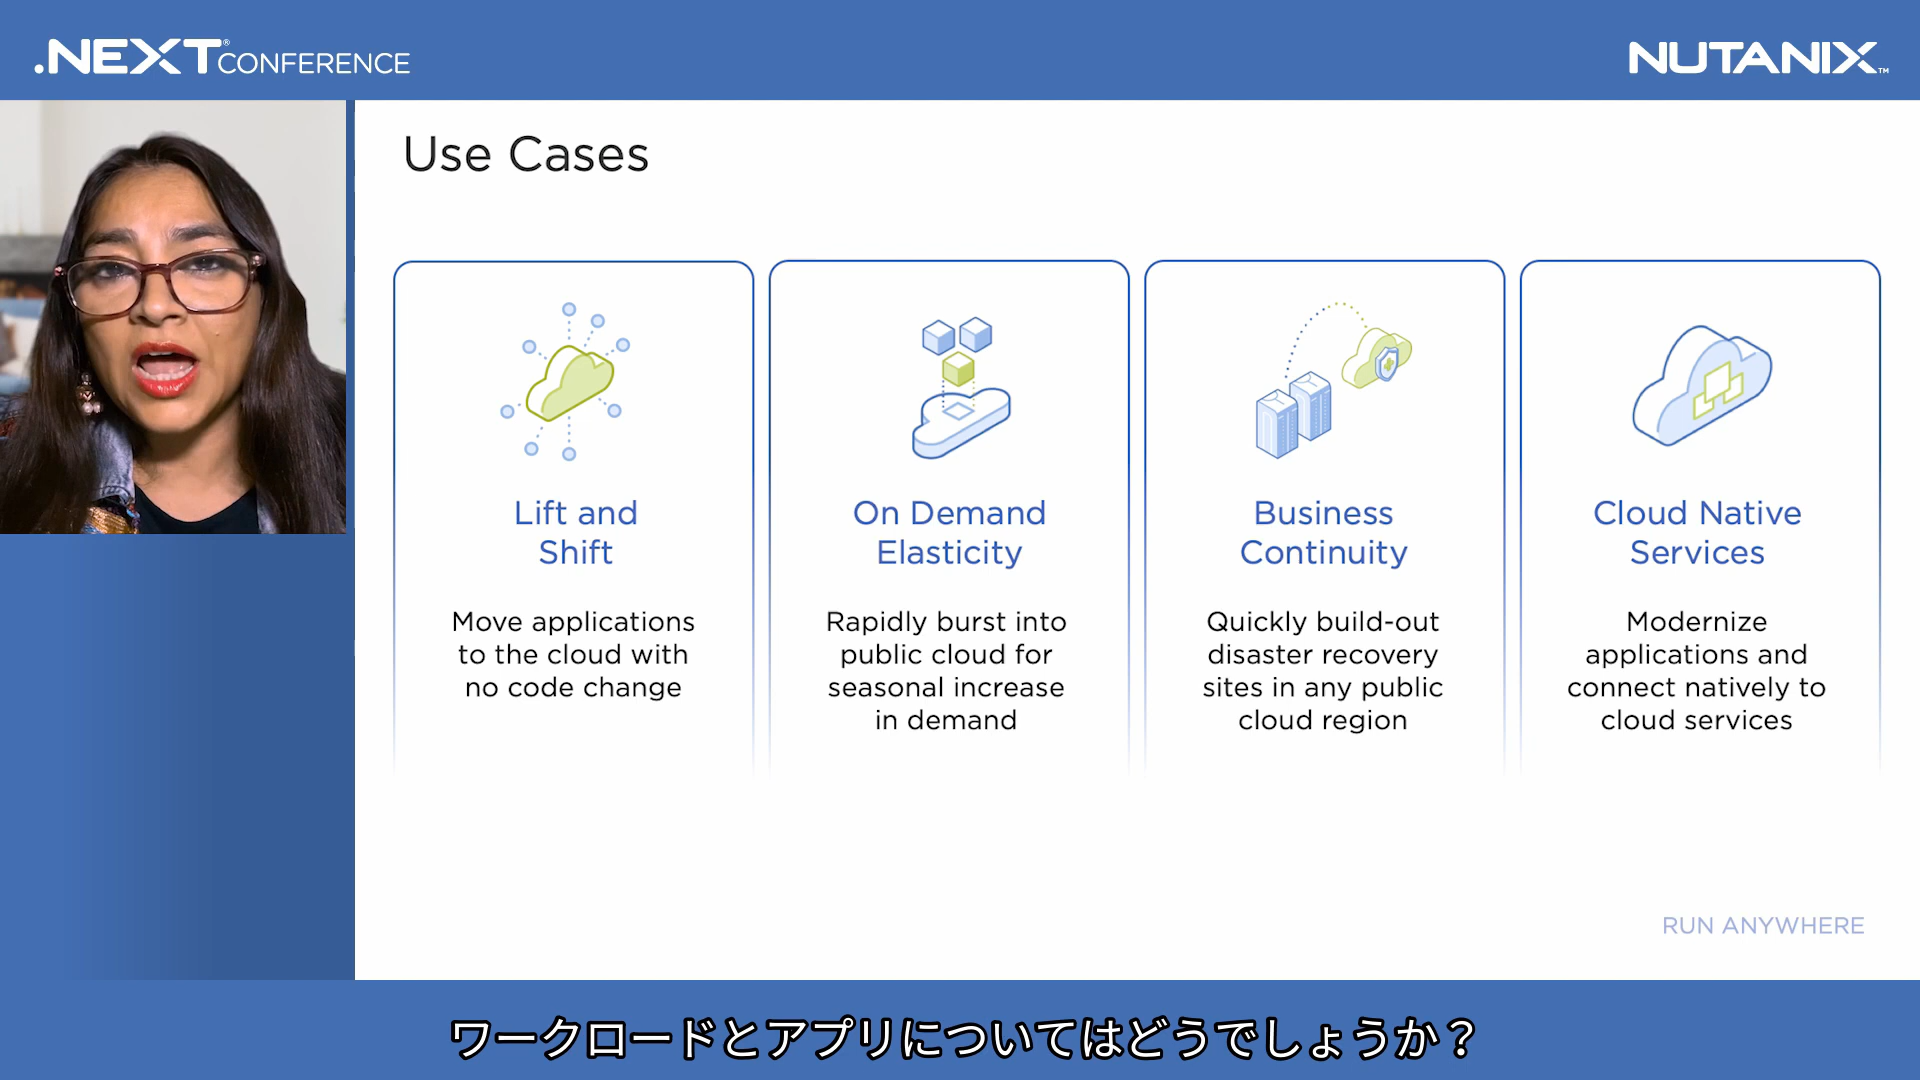 .NEXT® CONFERENCE
NUTANIX™
Use Cases
Lift and
Shift
Move applications
to the cloud with
no code change
On Demand
Elasticity
Rapidly burst into
public cloud for
seasonal increase
in demand
Business
Continuity
Quickly build-out
disaster recovery
sites in any public
cloud region
Cloud Native
Services
Modernize
applications and
connect natively to
cloud services
RUN ANYWHERE
ワークロードとアプリについてはどうでしょうか？